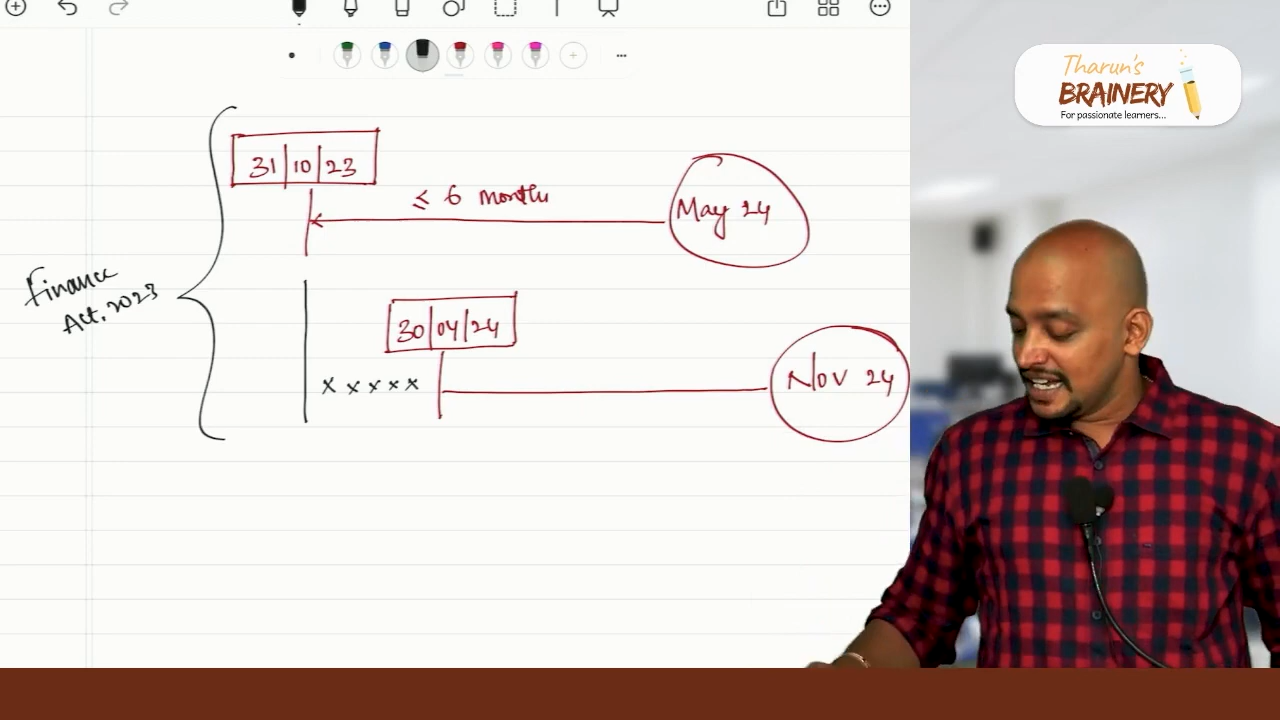 Tharun's
BRAINERY
For passionate learners...
31|10|23
≤ 6 months
May 24
Finance
Act, 2023
30|04|24
x x x x x
Nov 24